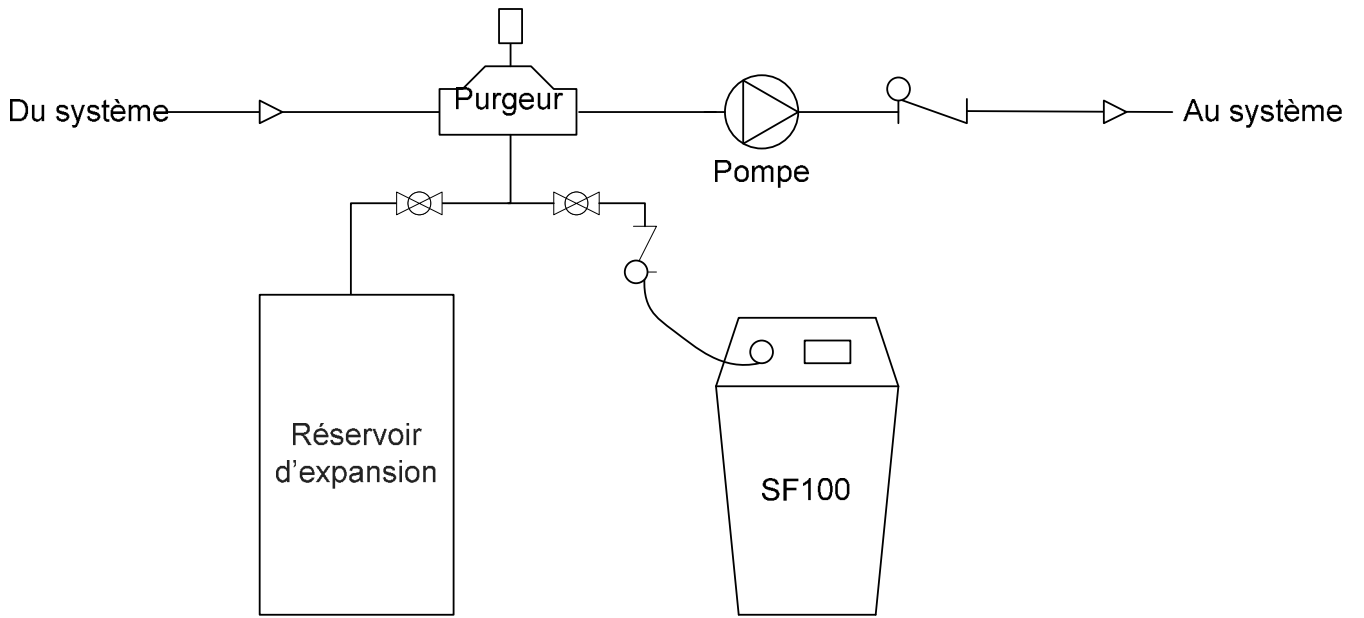 Du système
Purgeur
Au système
Pompe
Réservoir
d’expansion
SF100